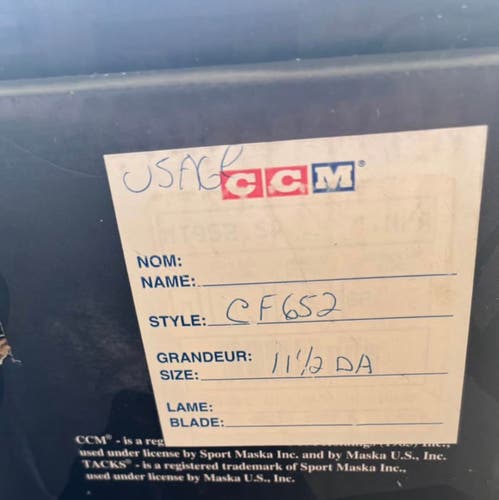 USAGE CCM®
NOM:
NAME:
STYLE: CF652
GRANDEUR:
SIZE: 11 1/2 DA
LAME:
BLADE:
CCM® - is a reg
used under license by Sport Maska Inc. and by Maska U.S., Inc.
TACKS® - is a registered trademark of Sport Maska Inc.,
used under license by Maska U.S., Inc.